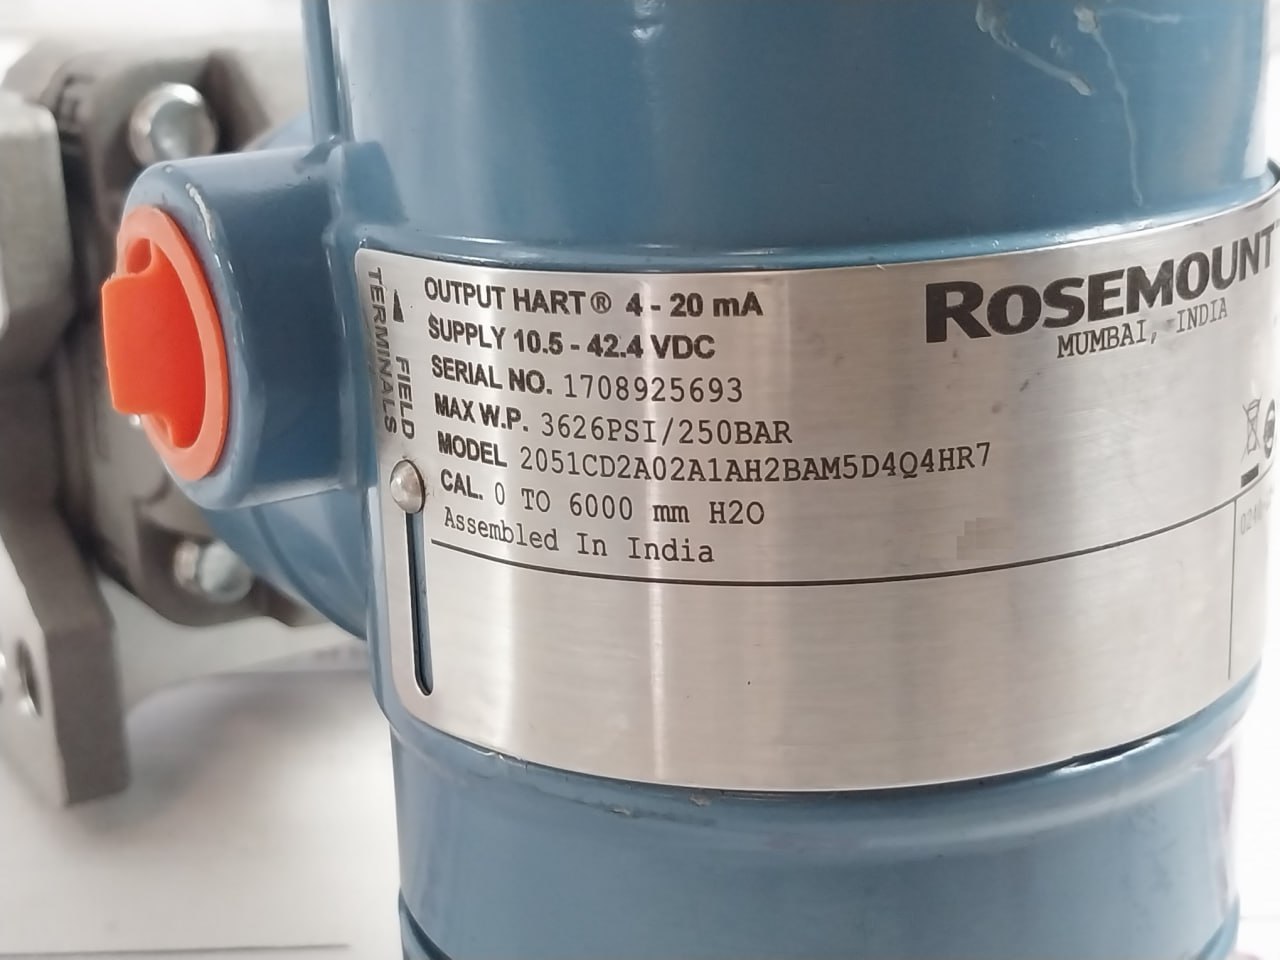 FIELD
TERMINALS
OUTPUT HART® 4 - 20 mA
SUPPLY 10.5 - 42.4 VDC
SERIAL NO. 1708925693
MAX W.P. 3626PSI/250BAR
MODEL 2051CD2A02A1AH2BAM5D4Q4HR7
CAL. 0 TO 6000 mm H2O
Assembled In India
ROSEMOUNT
MUMBAI, INDIA